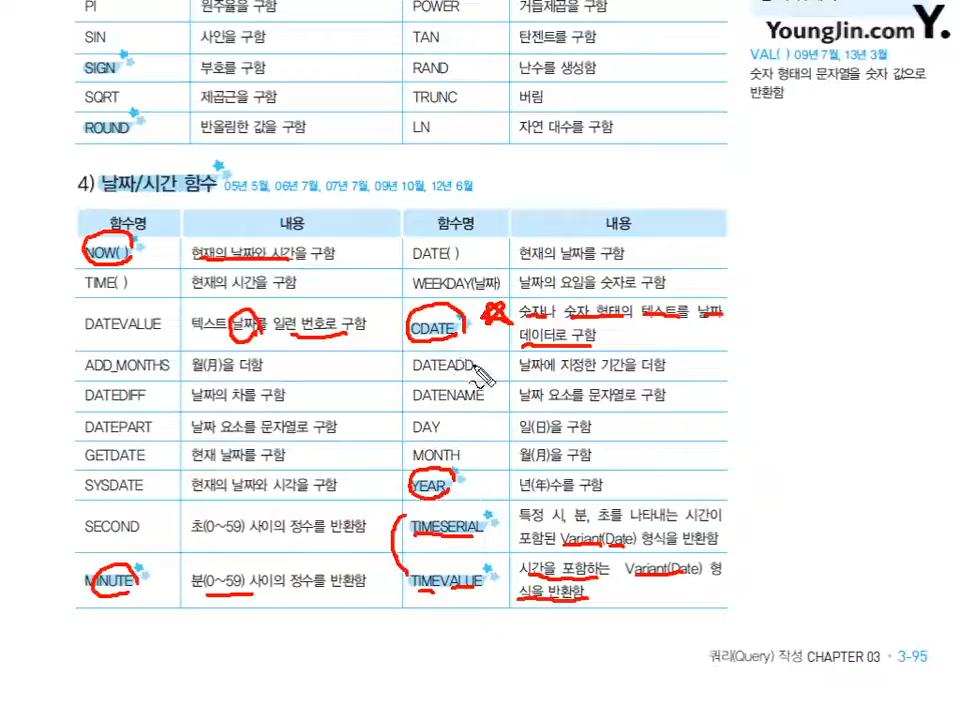 PI 원주율을 구함 POWER 거듭제곱을 구함
SIN 사인을 구함 TAN 탄젠트를 구함
SIGN 부호를 구함 RAND 난수를 생성함
SQRT 제곱근을 구함 TRUNC 버림
ROUND 반올림한 값을 구함 LN 자연 대수를 구함
YoungJin.com Y.
VAL( ) 09년 7월, 13년 3월
숫자 형태의 문자열을 숫자 값으로
반환함
4) 날짜/시간 함수 05년 5월, 06년 7월, 07년 7월, 09년 10월, 12년 6월
함수명 내용 함수명 내용
NOW( ) 현재의 날짜와 시간을 구함 DATE( ) 현재의 날짜를 구함
TIME( ) 현재의 시간을 구함 WEEKDAY(날짜) 날짜의 요일을 숫자로 구함
DATEVALUE 텍스트 날짜를 일련 번호로 구함 CDATE 숫자나 숫자 형태의 텍스트를 날짜
데이터로 구함
ADD_MONTHS 월(月)을 더함 DATEADD 날짜에 지정한 기간을 더함
DATEDIFF 날짜의 차를 구함 DATENAME 날짜 요소를 문자열로 구함
DATEPART 날짜 요소를 문자열로 구함 DAY 일(日)을 구함
GETDATE 현재 날짜를 구함 MONTH 월(月)을 구함
SYSDATE 현재의 날짜와 시각을 구함 YEAR 년(年)수를 구함
SECOND 초(0~59) 사이의 정수를 반환함 TIMESERIAL 특정 시, 분, 초를 나타내는 시간이
포함된 Variant(Date) 형식을 반환함
MINUTE 분(0~59) 사이의 정수를 반환함 TIMEVALUE 시간을 포함하는 Variant(Date) 형
식을 반환함
쿼리(Query) 작성 CHAPTER 03 • 3-95